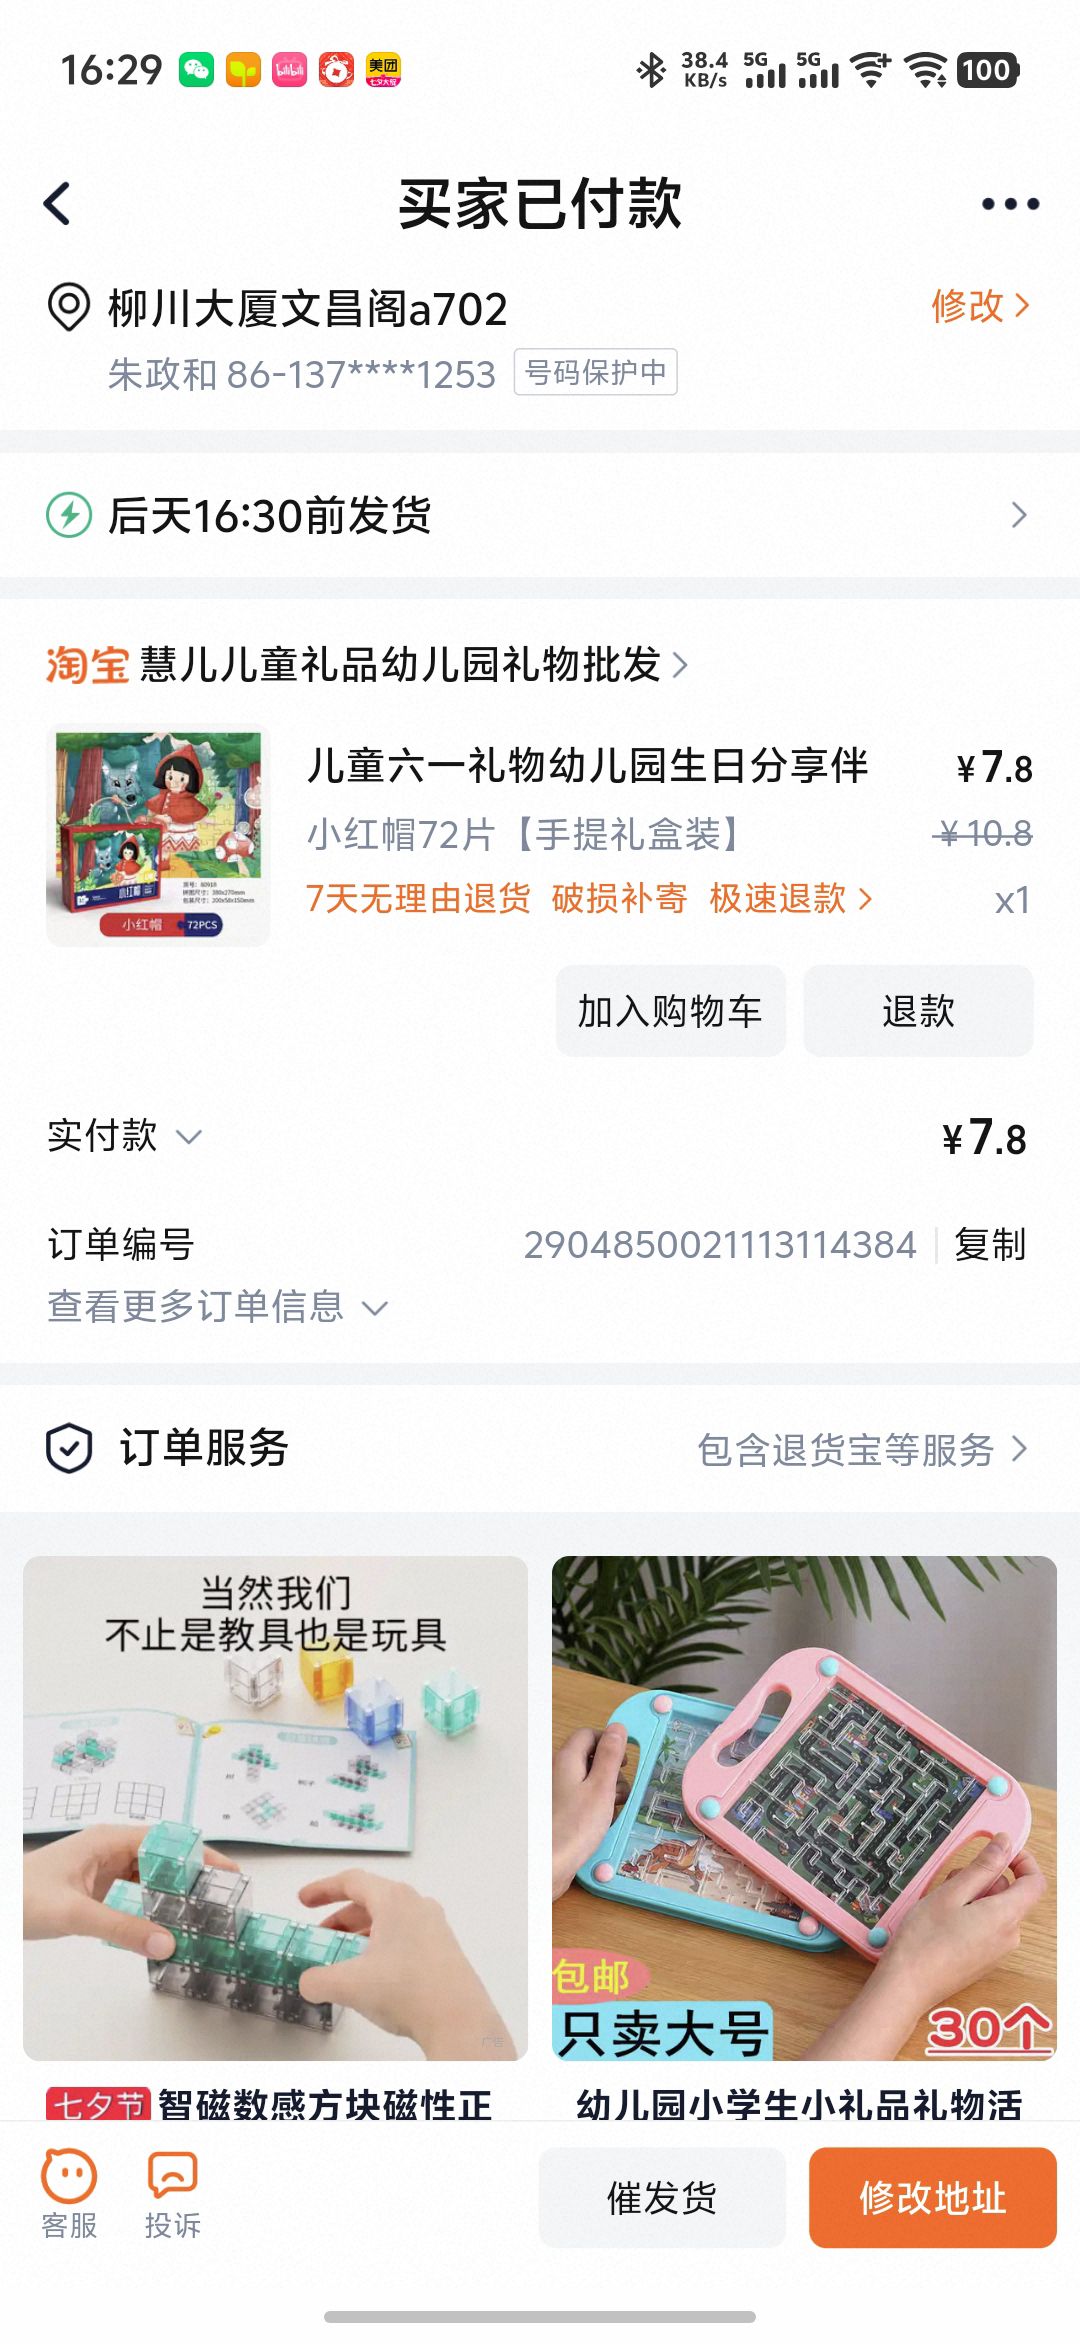 16:29
bilibili
美团
38.4 KB/s
5G
5G
100
买家已付款
柳川大厦文昌阁a702
修改
朱政和 86-137****1253
号码保护中
后天16:30前发货
淘宝 慧儿儿童礼品幼儿园礼物批发
儿童六一礼物幼儿园生日分享伴
¥7.8
小红帽72片【手提礼盒装】
¥10.8
7天无理由退货 破损补寄 极速退款
x1
小红帽
小红帽 72PCS
加入购物车
退款
实付款
¥7.8
订单编号
2904850021113114384
复制
查看更多订单信息
订单服务
包含退货宝等服务
当然我们
不止是教具也是玩具
广告
包邮
只卖大号
30个
七夕节 智磁数感方块磁性正
幼儿园小学生小礼品礼物活
客服
投诉
催发货
修改地址